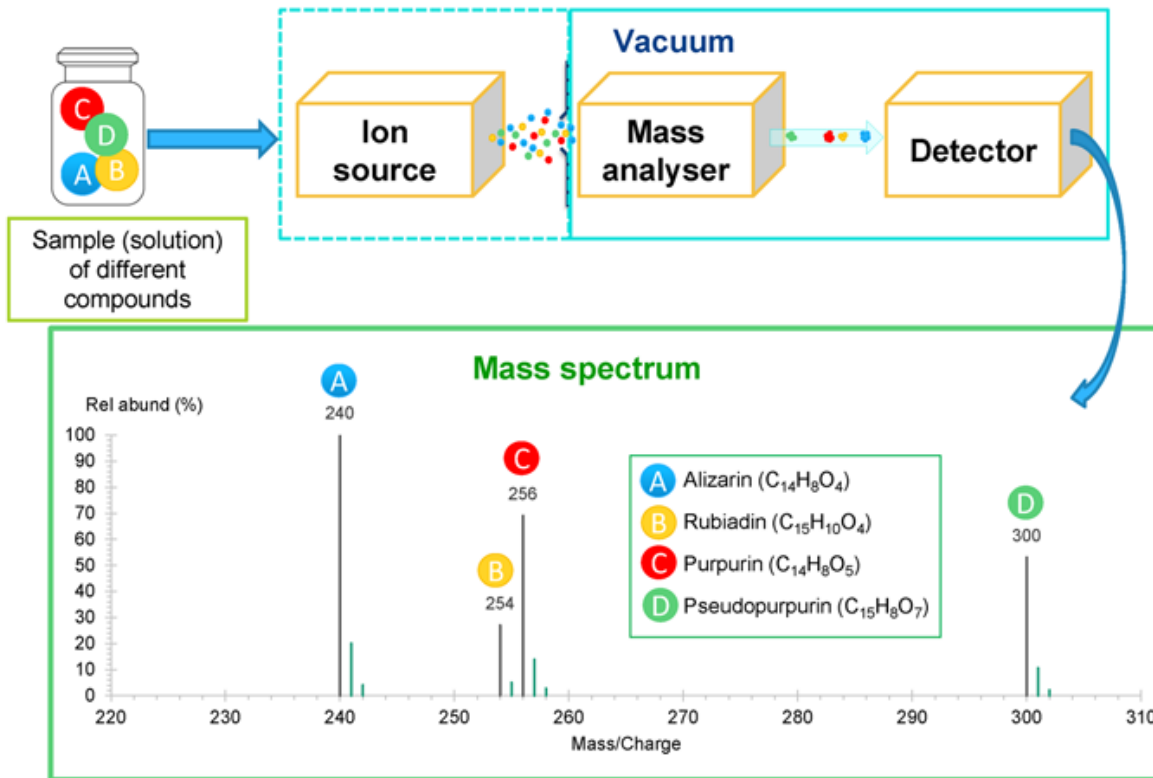 Vacuum
C
D
A
B
Ion
source
Mass
analyser
Detector
Sample (solution)
of different
compounds
Mass spectrum
Rel abund (%)
A
240
C
256
B
254
D
300
A Alizarin (C₁₄H₈O₄)
B Rubiadin (C₁₅H₁₀O₄)
C Purpurin (C₁₄H₈O₅)
D Pseudopurpurin (C₁₅H₈O₇)
100
90
80
70
60
50
40
30
20
10
0
220 230 240 250 260 270 280 290 300 310
Mass/Charge